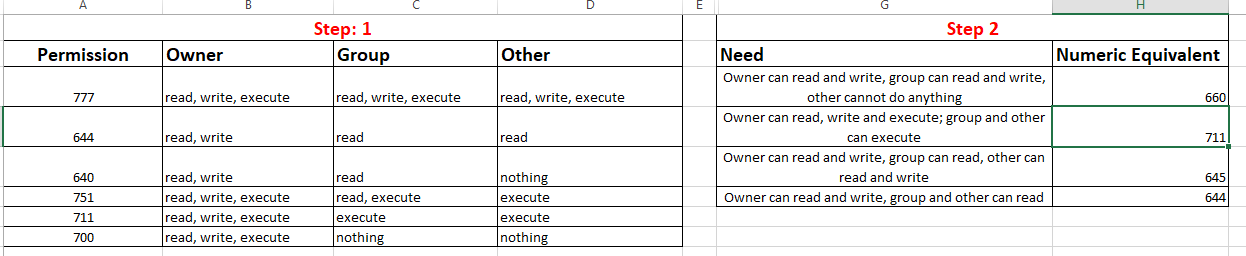 A B C D E G H
Step: 1 Step 2
Permission Owner Group Other Need Numeric Equivalent
777 read, write, execute read, write, execute read, write, execute
Owner can read and write, group can read and write,
other cannot do anything 660
644 read, write read read
Owner can read, write and execute; group and other
can execute 711
640 read, write read nothing
Owner can read and write, group can read, other can
read and write 645
751 read, write, execute read, execute execute Owner can read and write, group and other can read 644
711 read, write, execute execute execute
700 read, write, execute nothing nothing